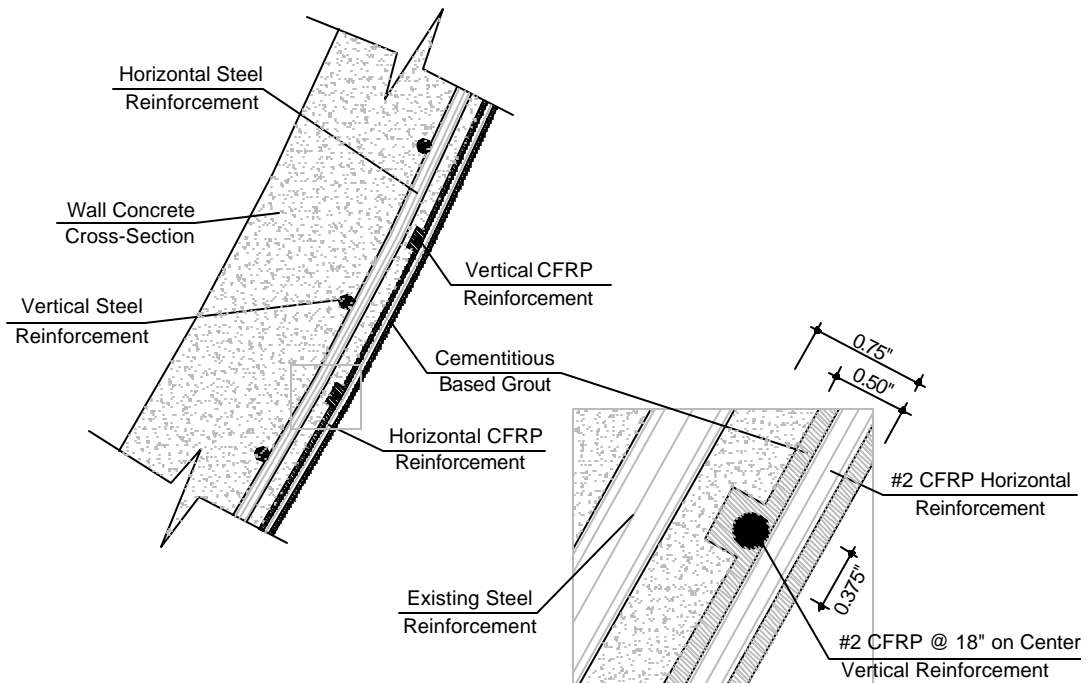 Horizontal Steel
Reinforcement
Wall Concrete
Cross-Section
Vertical Steel
Reinforcement
Vertical CFRP
Reinforcement
Cementitious
Based Grout
Horizontal CFRP
Reinforcement
0.75"
0.50"
#2 CFRP Horizontal
Reinforcement
0.375"
Existing Steel
Reinforcement
#2 CFRP @ 18" on Center
Vertical Reinforcement